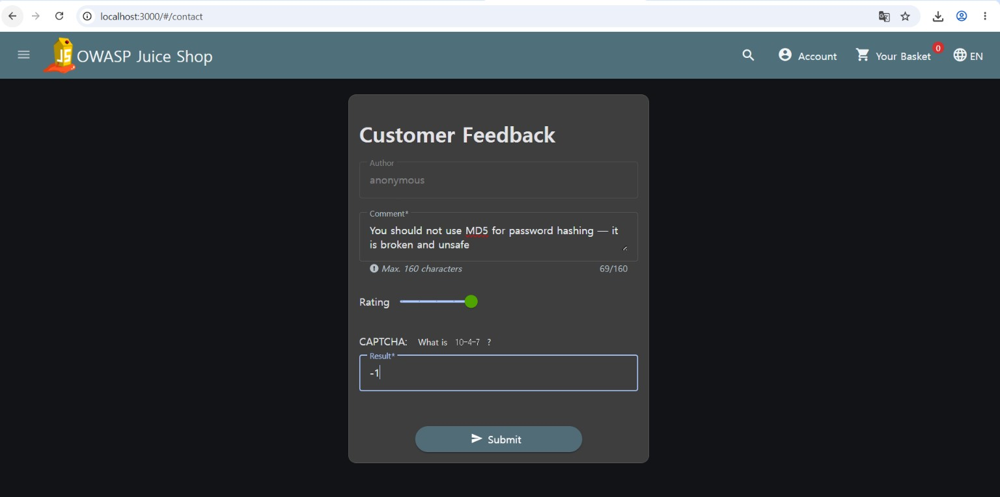 localhost:3000/#/contact
JS OWASP Juice Shop
Account
Your Basket
0
EN
Customer Feedback
Author
anonymous
Comment*
You should not use MD5 for password hashing — it
is broken and unsafe
Max. 160 characters
69/160
Rating
CAPTCHA: What is 10-4-7 ?
Result*
-1
Submit